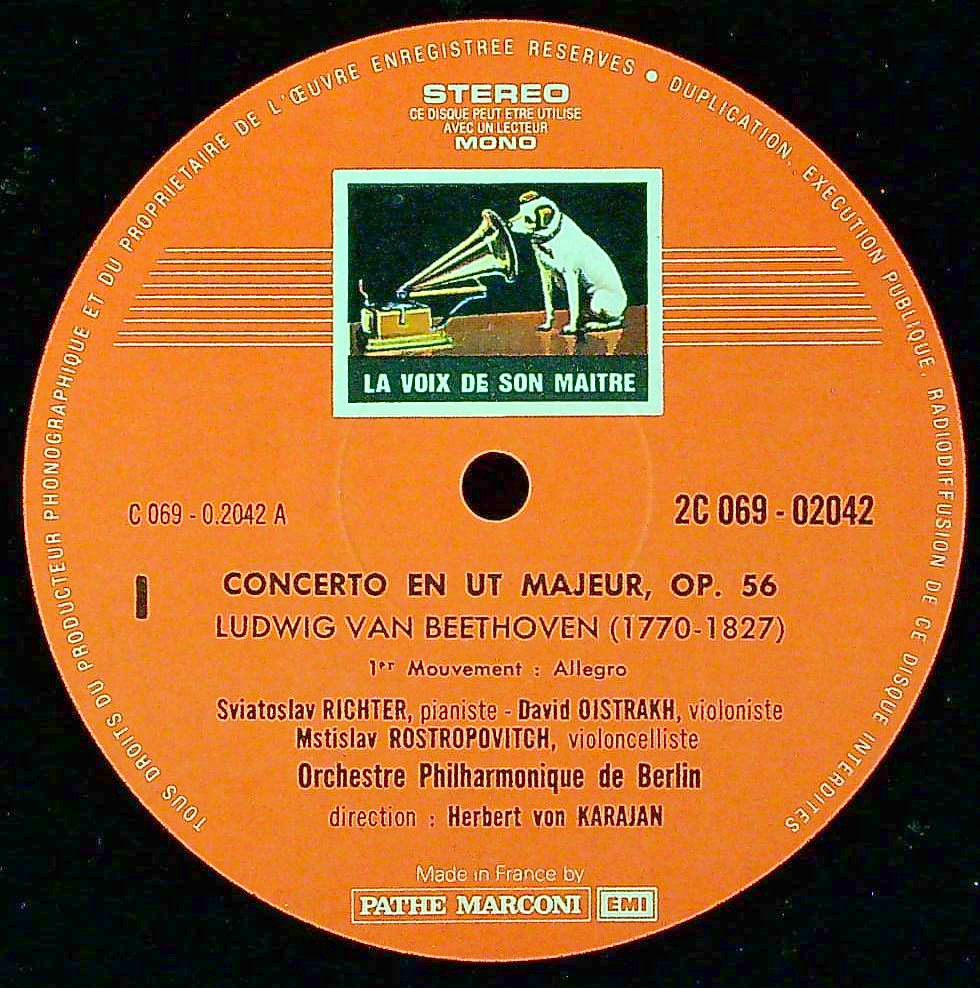 TOUS DROITS DU PRODUCTEUR PHONOGRAPHIQUE ET DU PROPRIETAIRE DE L'ŒUVRE ENREGISTREE RESERVES • DUPLICATION, EXECUTION PUBLIQUE, RADIODIFFUSION DE CE DISQUE INTERDITES
STEREO
CE DISQUE PEUT ETRE UTILISE
AVEC UN LECTEUR
MONO
LA VOIX DE SON MAITRE
C 069 - 0.2042 A
2C 069 - 02042
I
CONCERTO EN UT MAJEUR, OP. 56
LUDWIG VAN BEETHOVEN (1770-1827)
1er Mouvement : Allegro
Sviatoslav RICHTER, pianiste - David OISTRAKH, violoniste
Mstislav ROSTROPOVITCH, violoncelliste
Orchestre Philharmonique de Berlin
direction : Herbert von KARAJAN
Made in France by
PATHE MARCONI EMI